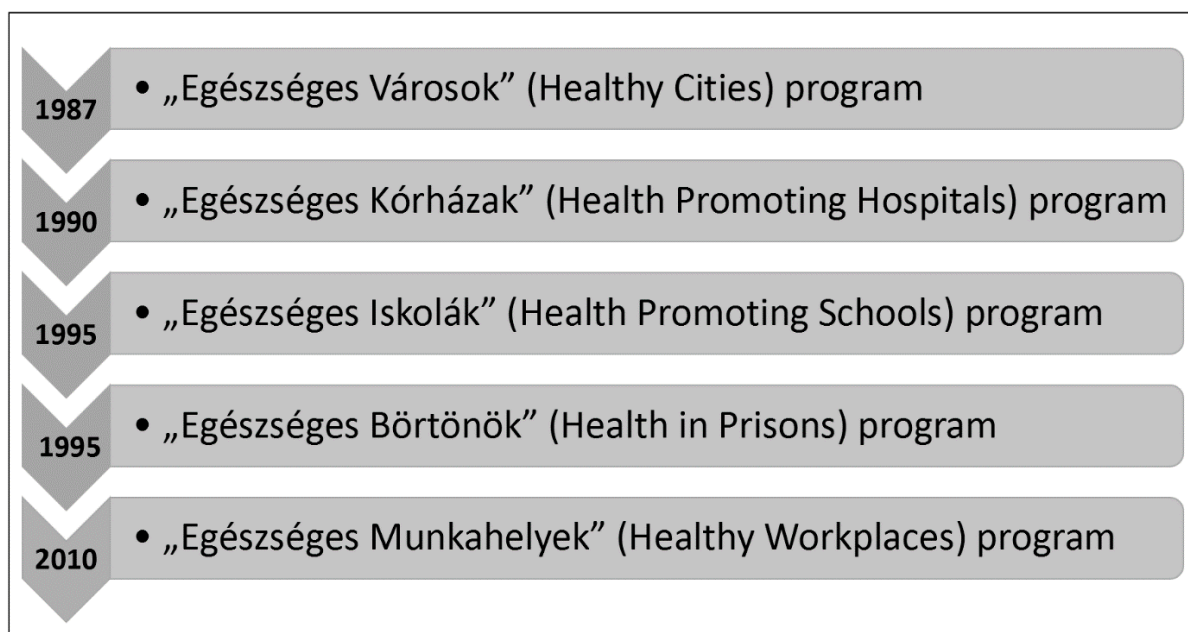 1987
• „Egészséges Városok” (Healthy Cities) program
1990
• „Egészséges Kórházak” (Health Promoting Hospitals) program
1995
• „Egészséges Iskolák” (Health Promoting Schools) program
1995
• „Egészséges Börtönök” (Health in Prisons) program
2010
• „Egészséges Munkahelyek” (Healthy Workplaces) program